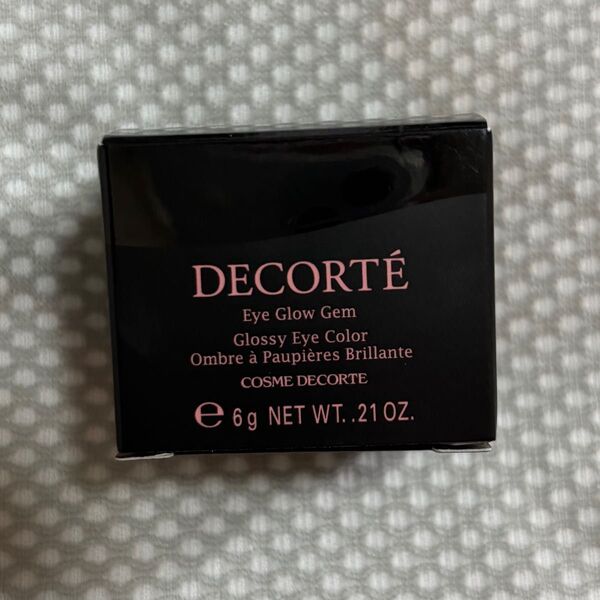 DECORTÉ
Eye Glow Gem
Glossy Eye Color
Ombre à Paupières Brillante
COSME DECORTE
℮ 6g NET WT. .21 OZ.